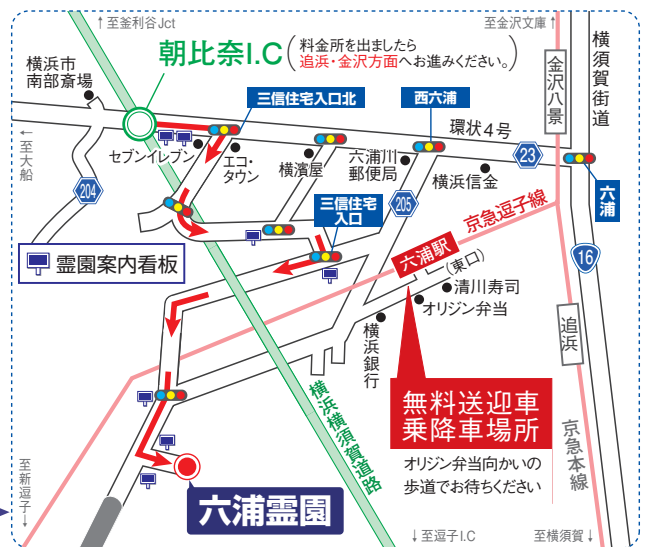 ↑至釜利谷Jct
至金沢文庫↑
朝比奈I.C
料金所を出ましたら
追浜・金沢方面へお進みください。
横浜市
南部斎場
金沢八景
横須賀街道
三信住宅入口北
西六浦
環状4号
←至大船
セブンイレブン
エコ・
タウン
横濱屋
六浦川
郵便局
横浜信金
23
六浦
204
三信住宅
入口
205
京急逗子線
16
霊園案内看板
六浦駅
(東口)
清川寿司
オリジン弁当
追浜
横浜銀行
横浜横須賀道路
無料送迎車
乗降車場所
京急本線
オリジン弁当向かいの
歩道でお待ちください
至新逗子→
六浦霊園
↓至逗子I.C
至横須賀↓